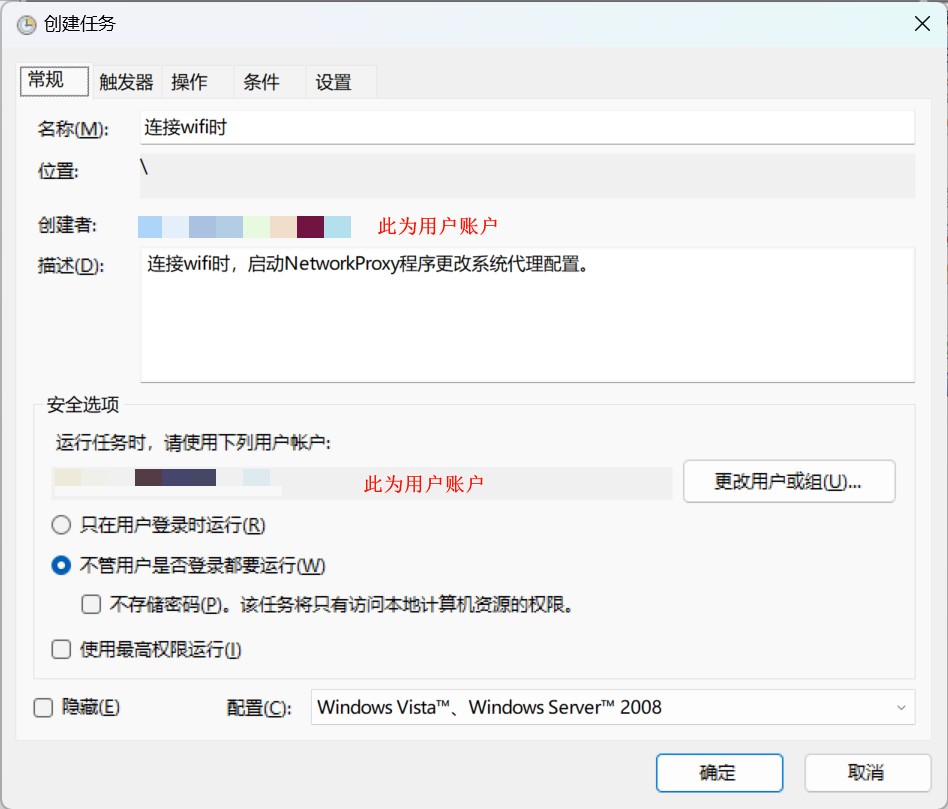 创建任务
常规 触发器 操作 条件 设置
名称(M): 连接wifi时
位置: \
创建者: 此为用户账户
描述(D): 连接wifi时，启动NetworkProxy程序更改系统代理配置。
安全选项
运行任务时，请使用下列用户帐户:
此为用户账户 更改用户或组(U)...
只在用户登录时运行(R)
不管用户是否登录都要运行(W)
不存储密码(P)。该任务将只有访问本地计算机资源的权限。
使用最高权限运行(I)
隐藏(E) 配置(C): Windows Vista™、Windows Server™ 2008
确定 取消